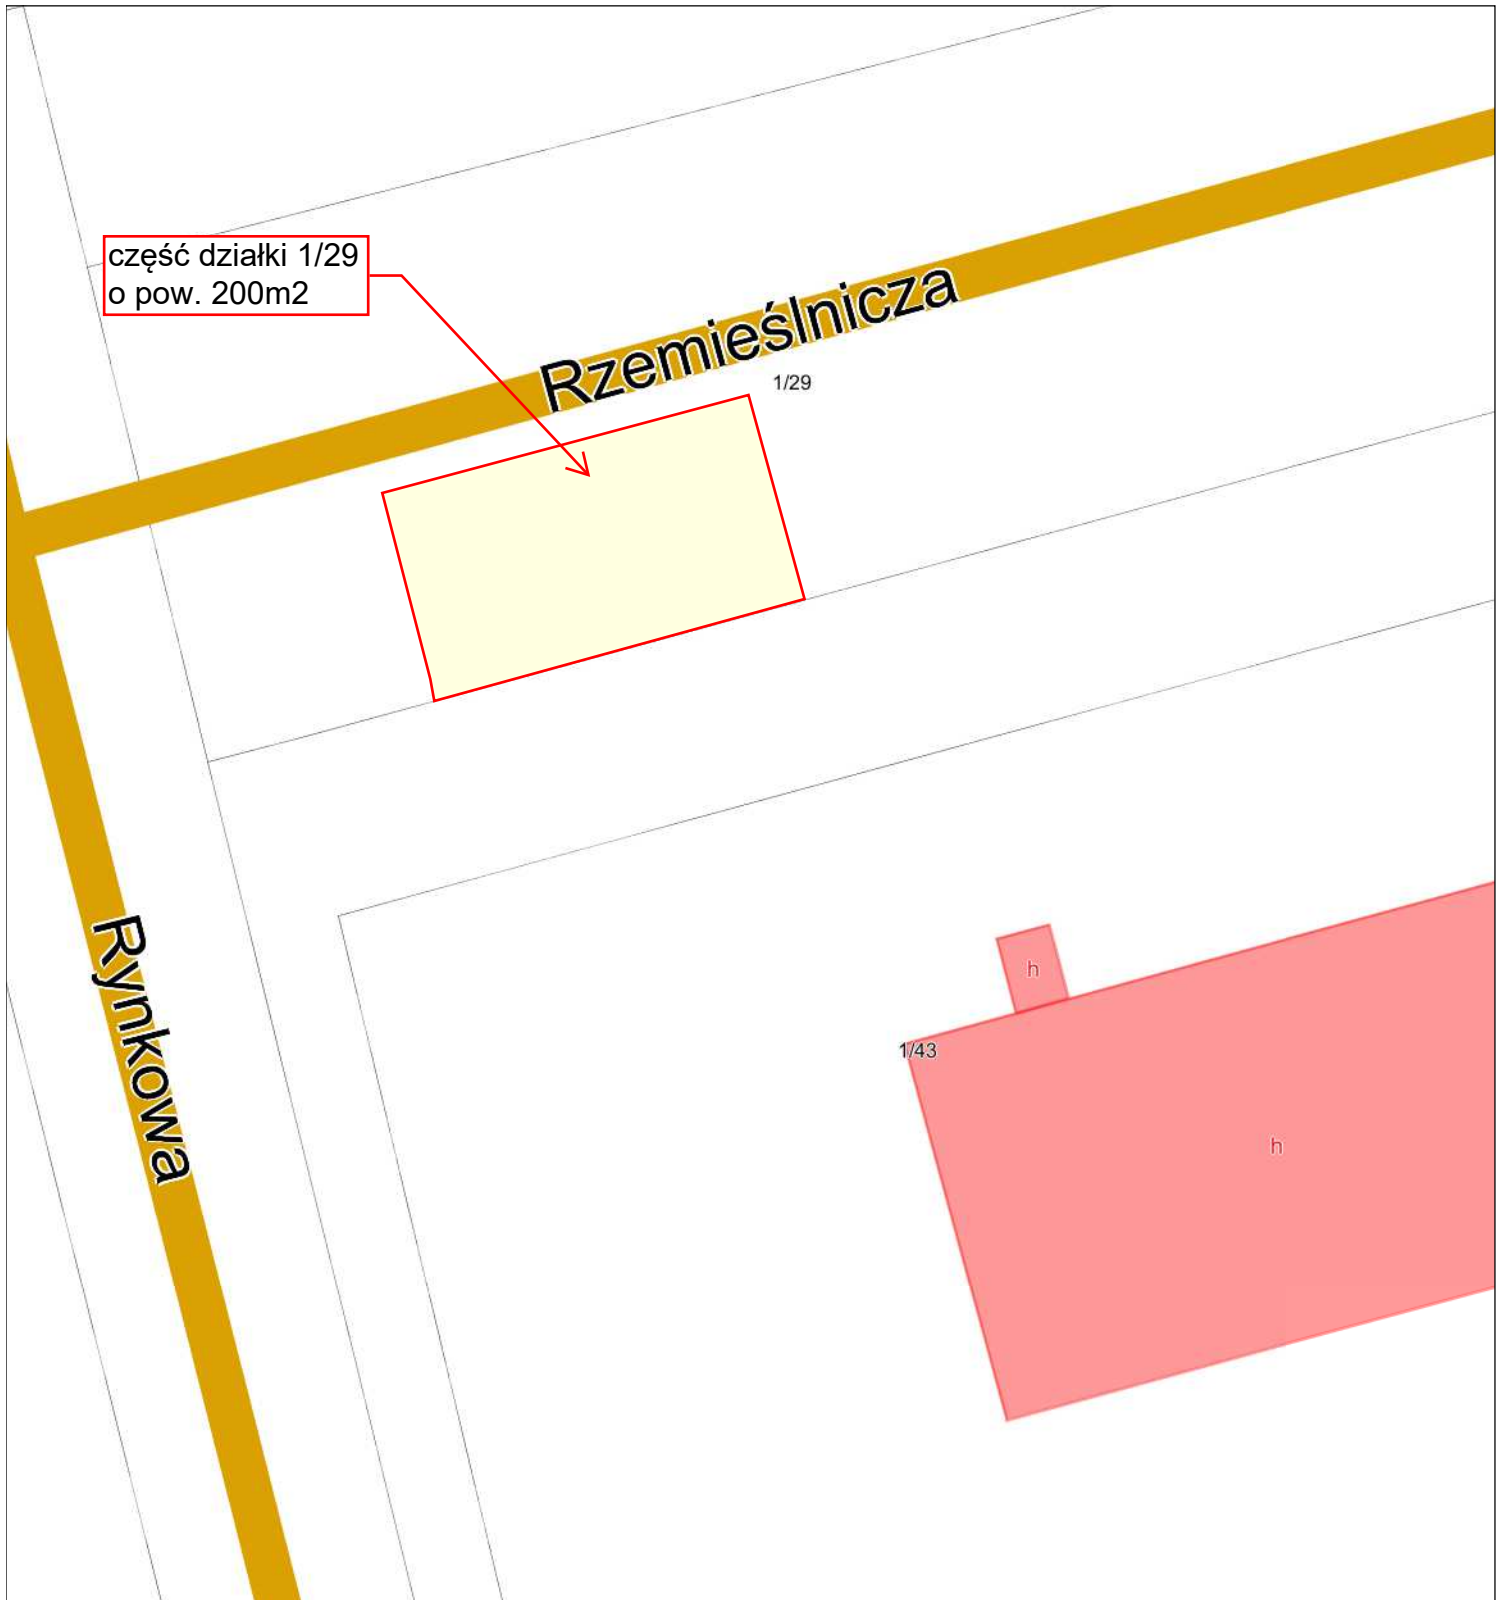 część działki 1/29
o pow. 200m2
Rzemieślnicza
1/29
Rynkowa
h
1/43
h